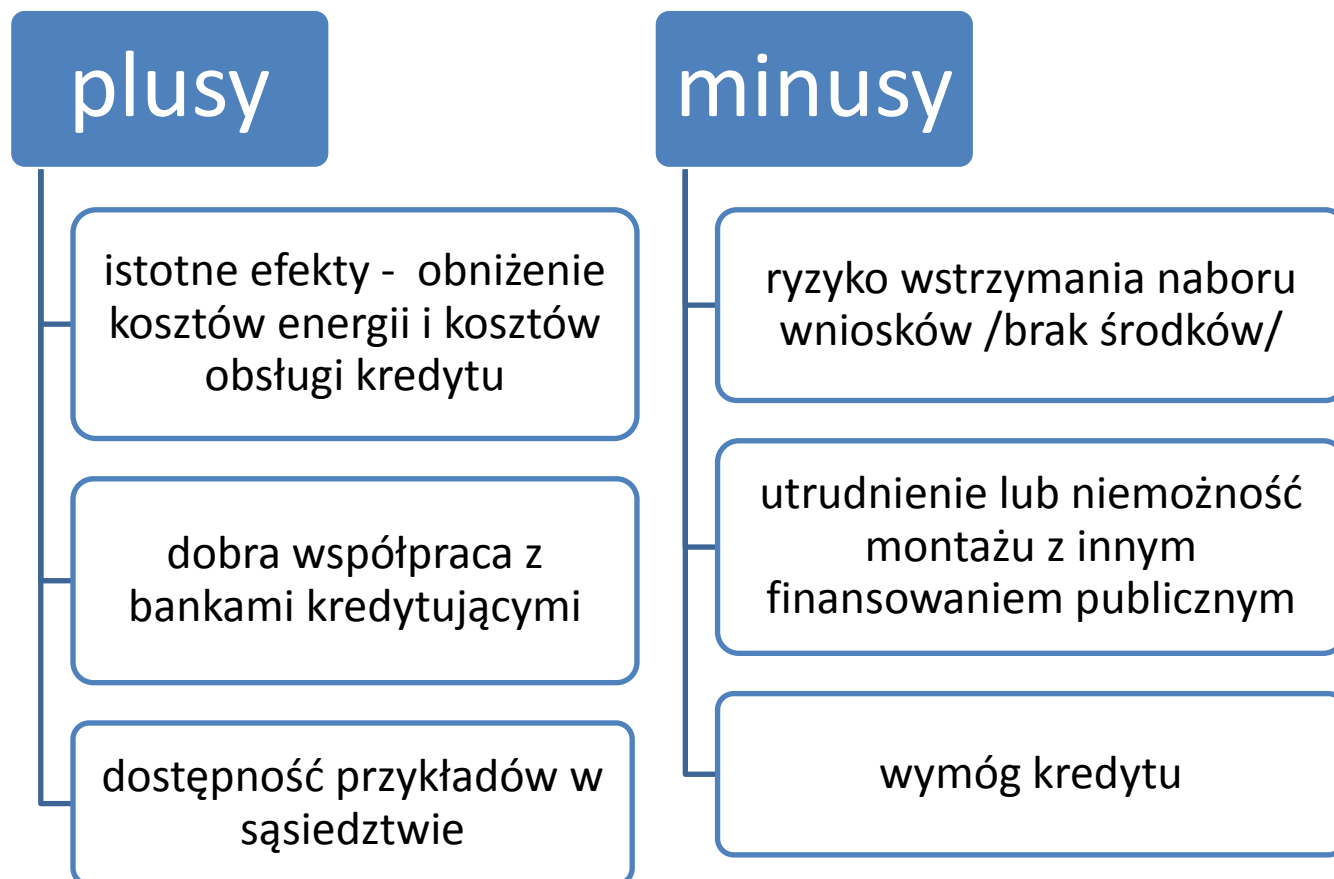 plusy
istotne efekty -  obniżenie
kosztów energii i kosztów
obsługi kredytu
dobra współpraca z
bankami kredytującymi
dostępność przykładów w
sąsiedztwie
minusy
ryzyko wstrzymania naboru
wniosków /brak środków/
utrudnienie lub niemożność
montażu z innym
finansowaniem publicznym
wymóg kredytu